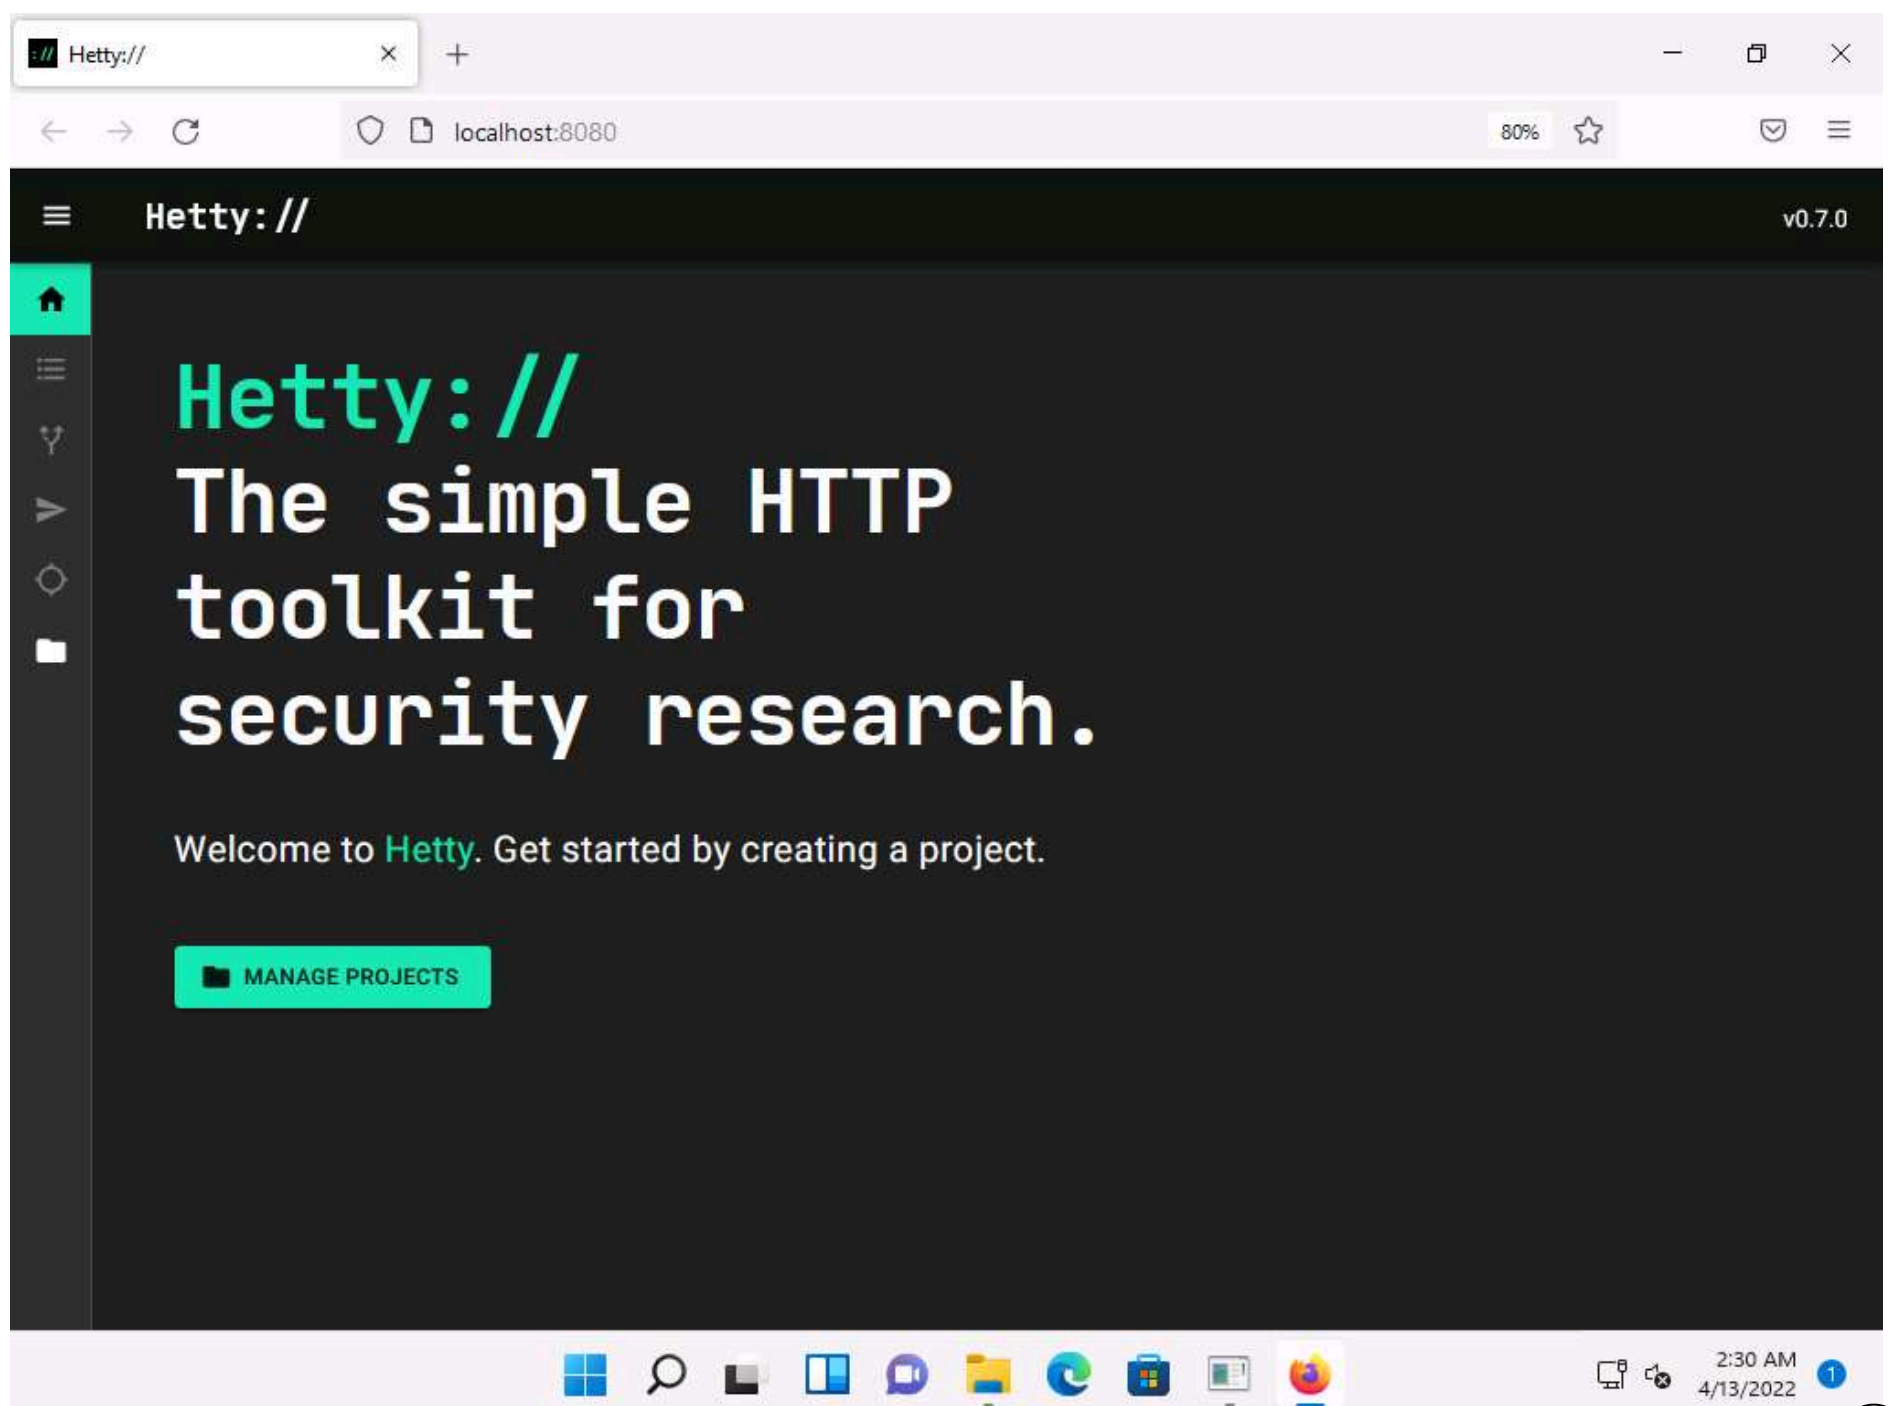 :// Hetty://
localhost:8080 80%
Hetty:// v0.7.0
Hetty://
The simple HTTP
toolkit for
security research.
Welcome to Hetty. Get started by creating a project.
MANAGE PROJECTS
2:30 AM
4/13/2022
1